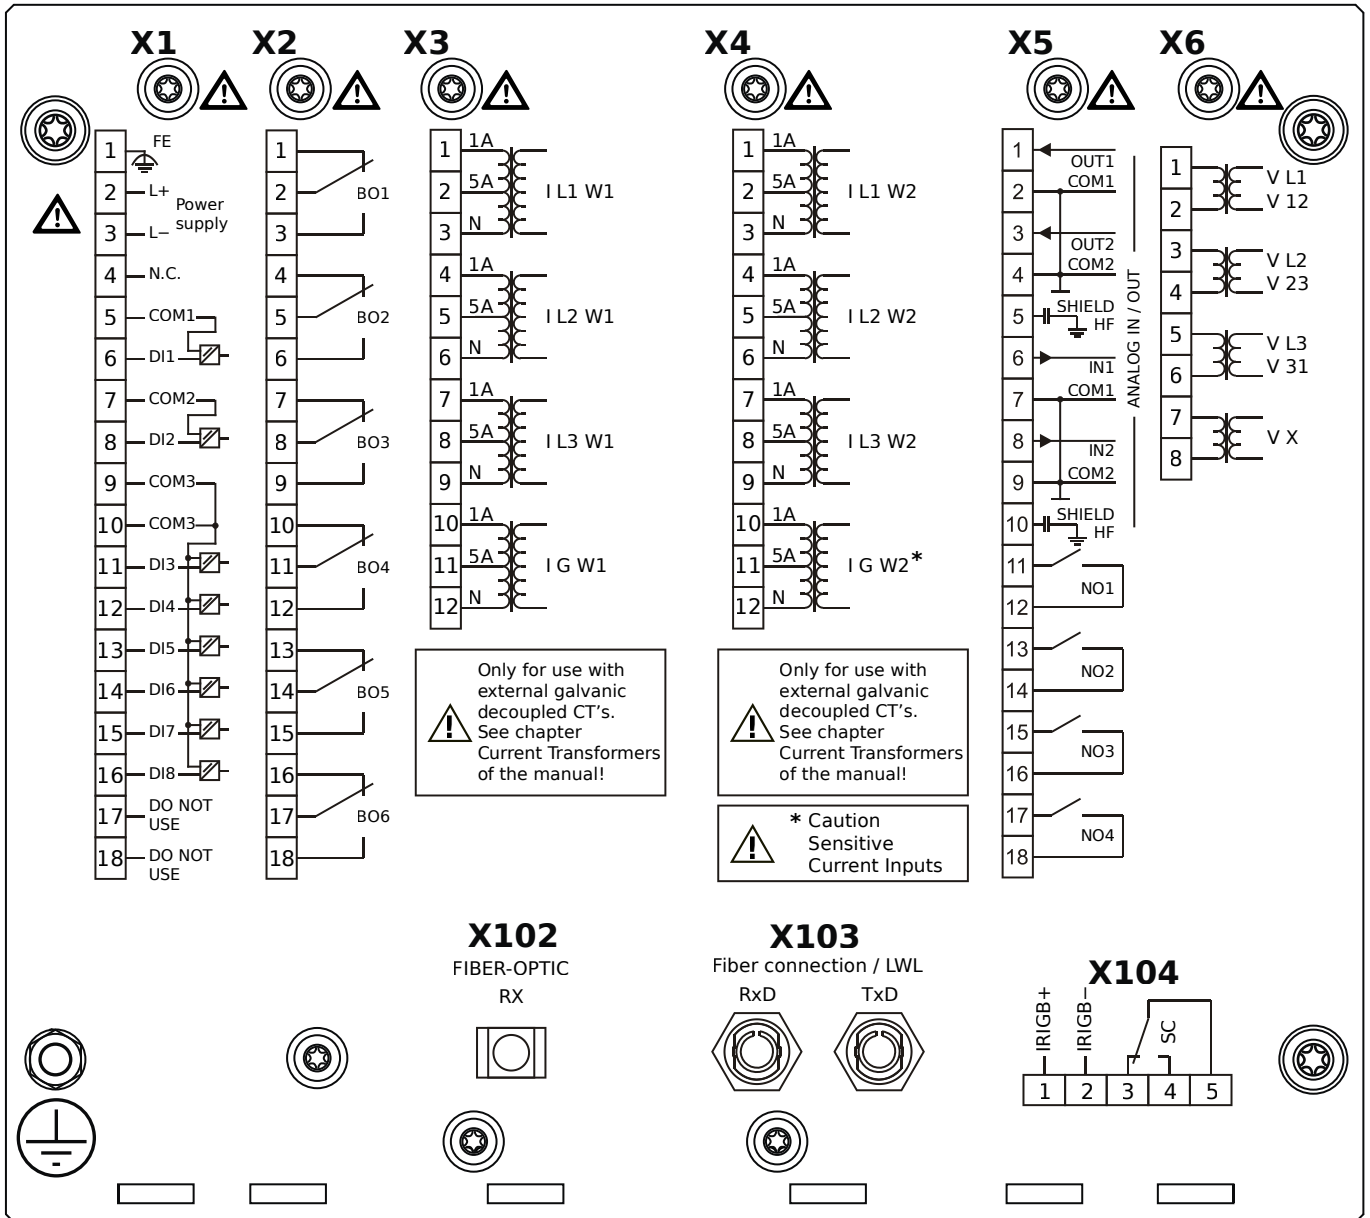 X1
X2
X3
X4
X5
X6
1 FE
2 L+
Power
supply
3 L−
4 N.C.
5 COM1
6 DI1
7 COM2
8 DI2
9 COM3
10 COM3
11 DI3
12 DI4
13 DI5
14 DI6
15 DI7
16 DI8
17 DO NOT
USE
18 DO NOT
USE
1
2 BO1
3
4
5 BO2
6
7
8 BO3
9
10
11 BO4
12
13
14 BO5
15
16
17 BO6
18
1 1A
2 5A I L1 W1
3 N
4 1A
5 5A I L2 W1
6 N
7 1A
8 5A I L3 W1
9 N
10 1A
11 5A I G W1
12 N
Only for use with
external galvanic
decoupled CT's.
See chapter
Current Transformers
of the manual!
1 1A
2 5A I L1 W2
3 N
4 1A
5 5A I L2 W2
6 N
7 1A
8 5A I L3 W2
9 N
10 1A
11 5A I G W2*
12 N
Only for use with
external galvanic
decoupled CT's.
See chapter
Current Transformers
of the manual!
* Caution
Sensitive
Current Inputs
1 OUT1
2 COM1
3 OUT2
4 COM2
5 SHIELD
HF
6 IN1
7 COM1
8 IN2
9 COM2
10 SHIELD
HF
ANALOG IN / OUT
11
NO1
12
13
NO2
14
15
NO3
16
17
NO4
18
1 V L1
2 V 12
3 V L2
4 V 23
5 V L3
6 V 31
7
V X
8
X102
FIBER-OPTIC
RX
X103
Fiber connection / LWL
RxD TxD
X104
IRIGB+
IRIGB−
SC
1 2 3 4 5